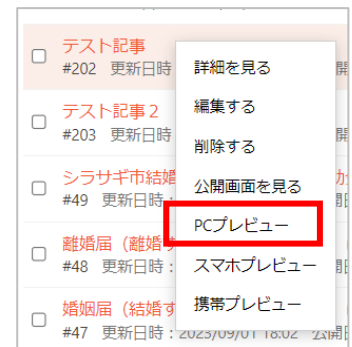 テスト記事
#202 更新日時
詳細を見る
編集する
テスト記事2
#203 更新日時
削除する
シラサギ市結婚
公開画面を見る
#49 更新日時:
PCプレビュー
離婚届(離婚す
#48 更新日時:
スマホプレビュー
婚姻届(結婚す
携帯プレビュー
#47 更新日時:2023/09/01 18:02 公開